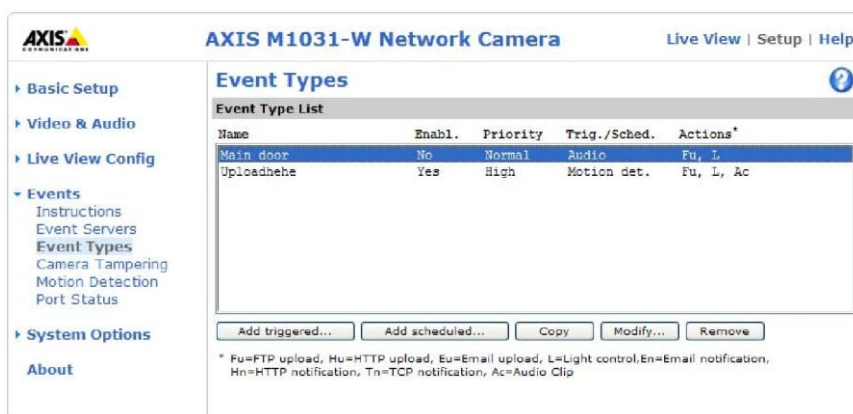 AXIS
COMMUNICATIONS
AXIS M1031-W Network Camera
Live View | Setup | Help
Basic Setup
Video & Audio
Live View Config
Events
Instructions
Event Servers
Event Types
Camera Tampering
Motion Detection
Port Status
System Options
About
Event Types
?
Event Type List
Name Enabl. Priority Trig./Sched. Actions*
Main door No Normal Audio Fu, L
Uploadhehe Yes High Motion det. Fu, L, Ac
Add triggered... Add scheduled... Copy Modify... Remove
* Fu=FTP upload, Hu=HTTP upload, Eu=Email upload, L=Light control,En=Email notification,
Hn=HTTP notification, Tn=TCP notification, Ac=Audio Clip